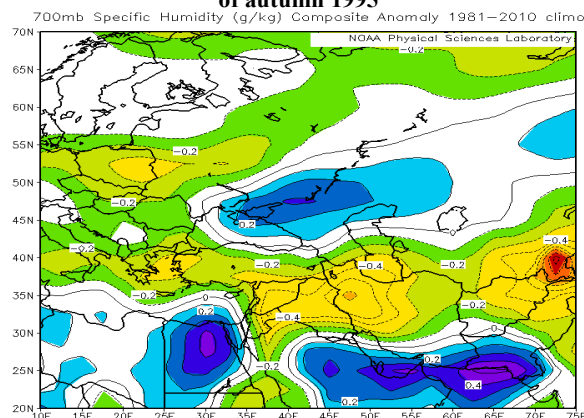 of autumn 1995
700mb Specific Humidity (g/kg) Composite Anomaly 1981−2010 climo
NOAA Physical Sciences Laboratory
70N
−0.2
65N
60N
55N
−0.2
−0.2
50N
−0.2
45N
0.2
0
−0.4
40N
−0.2
−0.2
−0.4
−0.2
35N
−0.2
0
−0.4
0.2
0
30N
25N
−0.2
0.2
0.4
20N
0.2
10E 15E 20E 25E 30E 35E 40E 45E 50E 55E 60E 65E 70E 75E